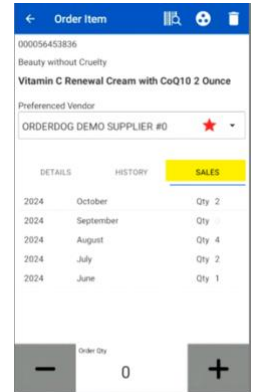 Order Item
000056453836
Beauty without Cruelty
Vitamin C Renewal Cream with CoQ10 2 Ounce
Preferenced Vendor
ORDERDOG DEMO SUPPLIER #0
DETAILS HISTORY SALES
2024 October Qty 2
2024 September Qty
2024 August Qty 4
2024 July Qty 2
2024 June Qty 1
Order Qty
0